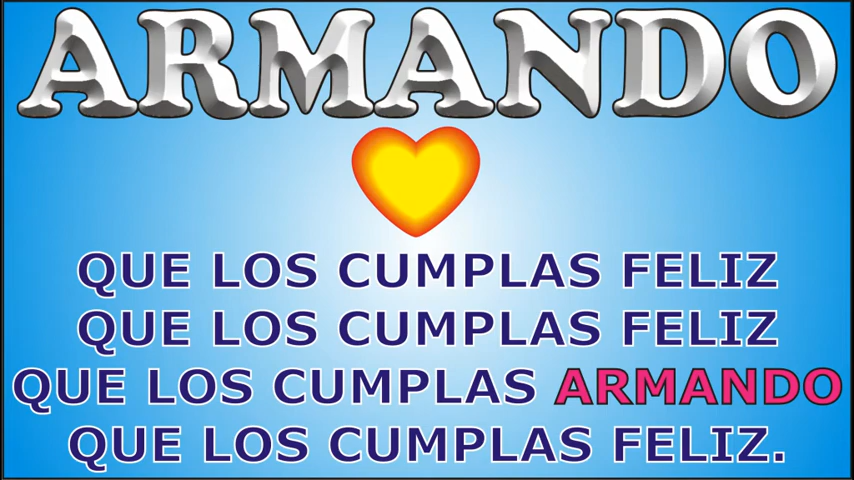 ARMANDO
QUE LOS CUMPLAS FELIZ
QUE LOS CUMPLAS FELIZ
QUE LOS CUMPLAS ARMANDO
QUE LOS CUMPLAS FELIZ.